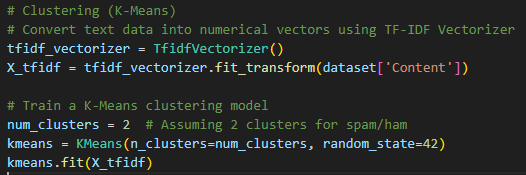 # Clustering (K-Means)
# Convert text data into numerical vectors using TF-IDF Vectorizer
tfidf_vectorizer = TfidfVectorizer()
X_tfidf = tfidf_vectorizer.fit_transform(dataset['Content'])
# Train a K-Means clustering model
num_clusters = 2  # Assuming 2 clusters for spam/ham
kmeans = KMeans(n_clusters=num_clusters, random_state=42)
kmeans.fit(X_tfidf)